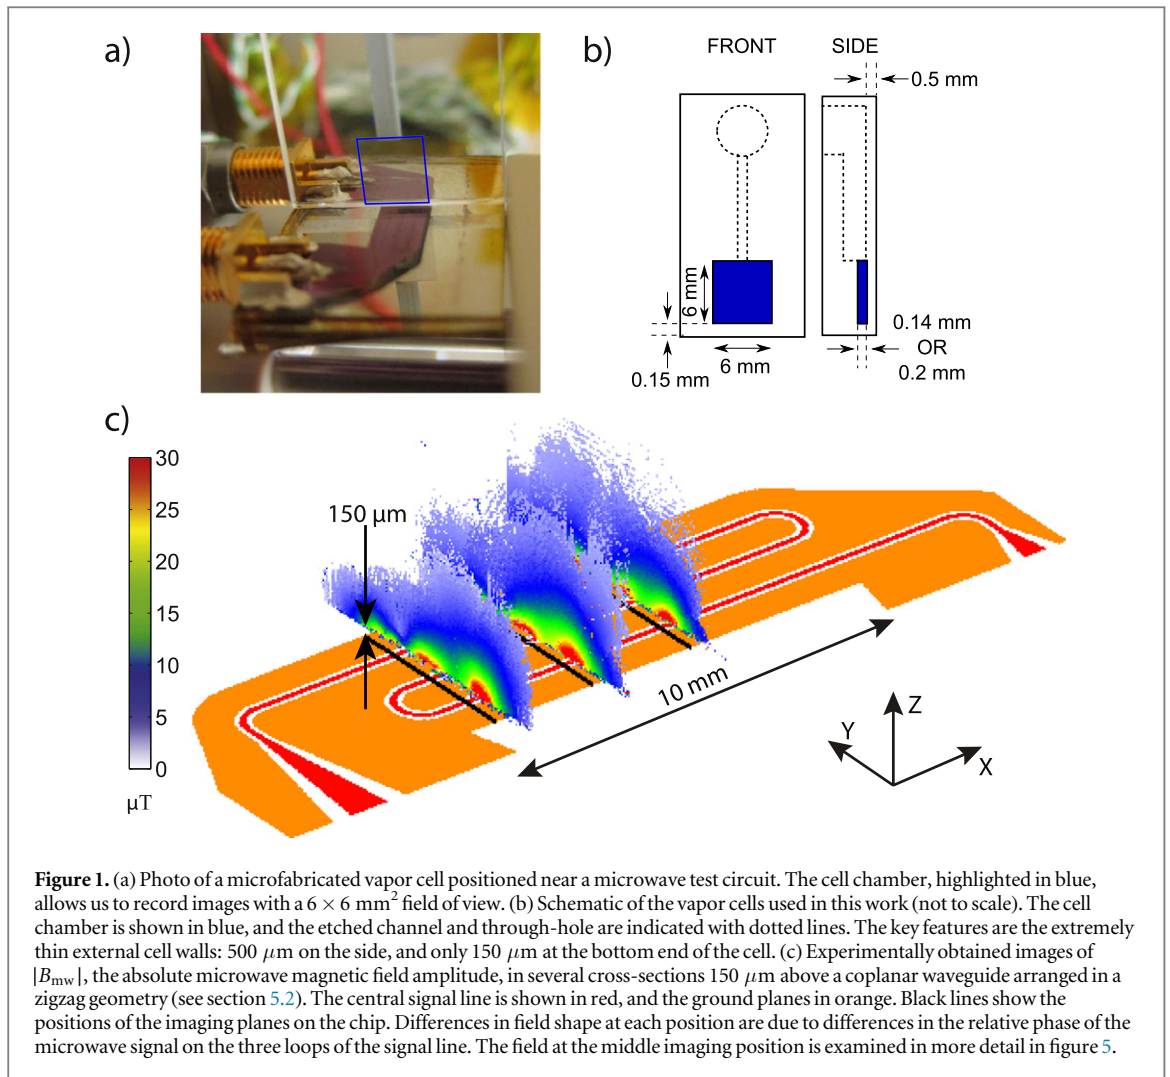 a)
b)
FRONT
SIDE
0.5 mm
6 mm
0.15 mm
6 mm
0.14 mm
OR
0.2 mm
c)
30
25
20
15
10
5
0
µT
150 µm
10 mm
Z
Y
X
Figure 1. (a) Photo of a microfabricated vapor cell positioned near a microwave test circuit. The cell chamber, highlighted in blue,
allows us to record images with a 6 × 6 mm² field of view. (b) Schematic of the vapor cells used in this work (not to scale). The cell
chamber is shown in blue, and the etched channel and through-hole are indicated with dotted lines. The key features are the extremely
thin external cell walls: 500 μm on the side, and only 150 μm at the bottom end of the cell. (c) Experimentally obtained images of
|Bmw|, the absolute microwave magnetic field amplitude, in several cross-sections 150 μm above a coplanar waveguide arranged in a
zigzag geometry (see section 5.2). The central signal line is shown in red, and the ground planes in orange. Black lines show the
positions of the imaging planes on the chip. Differences in field shape at each position are due to differences in the relative phase of the
microwave signal on the three loops of the signal line. The field at the middle imaging position is examined in more detail in figure 5.